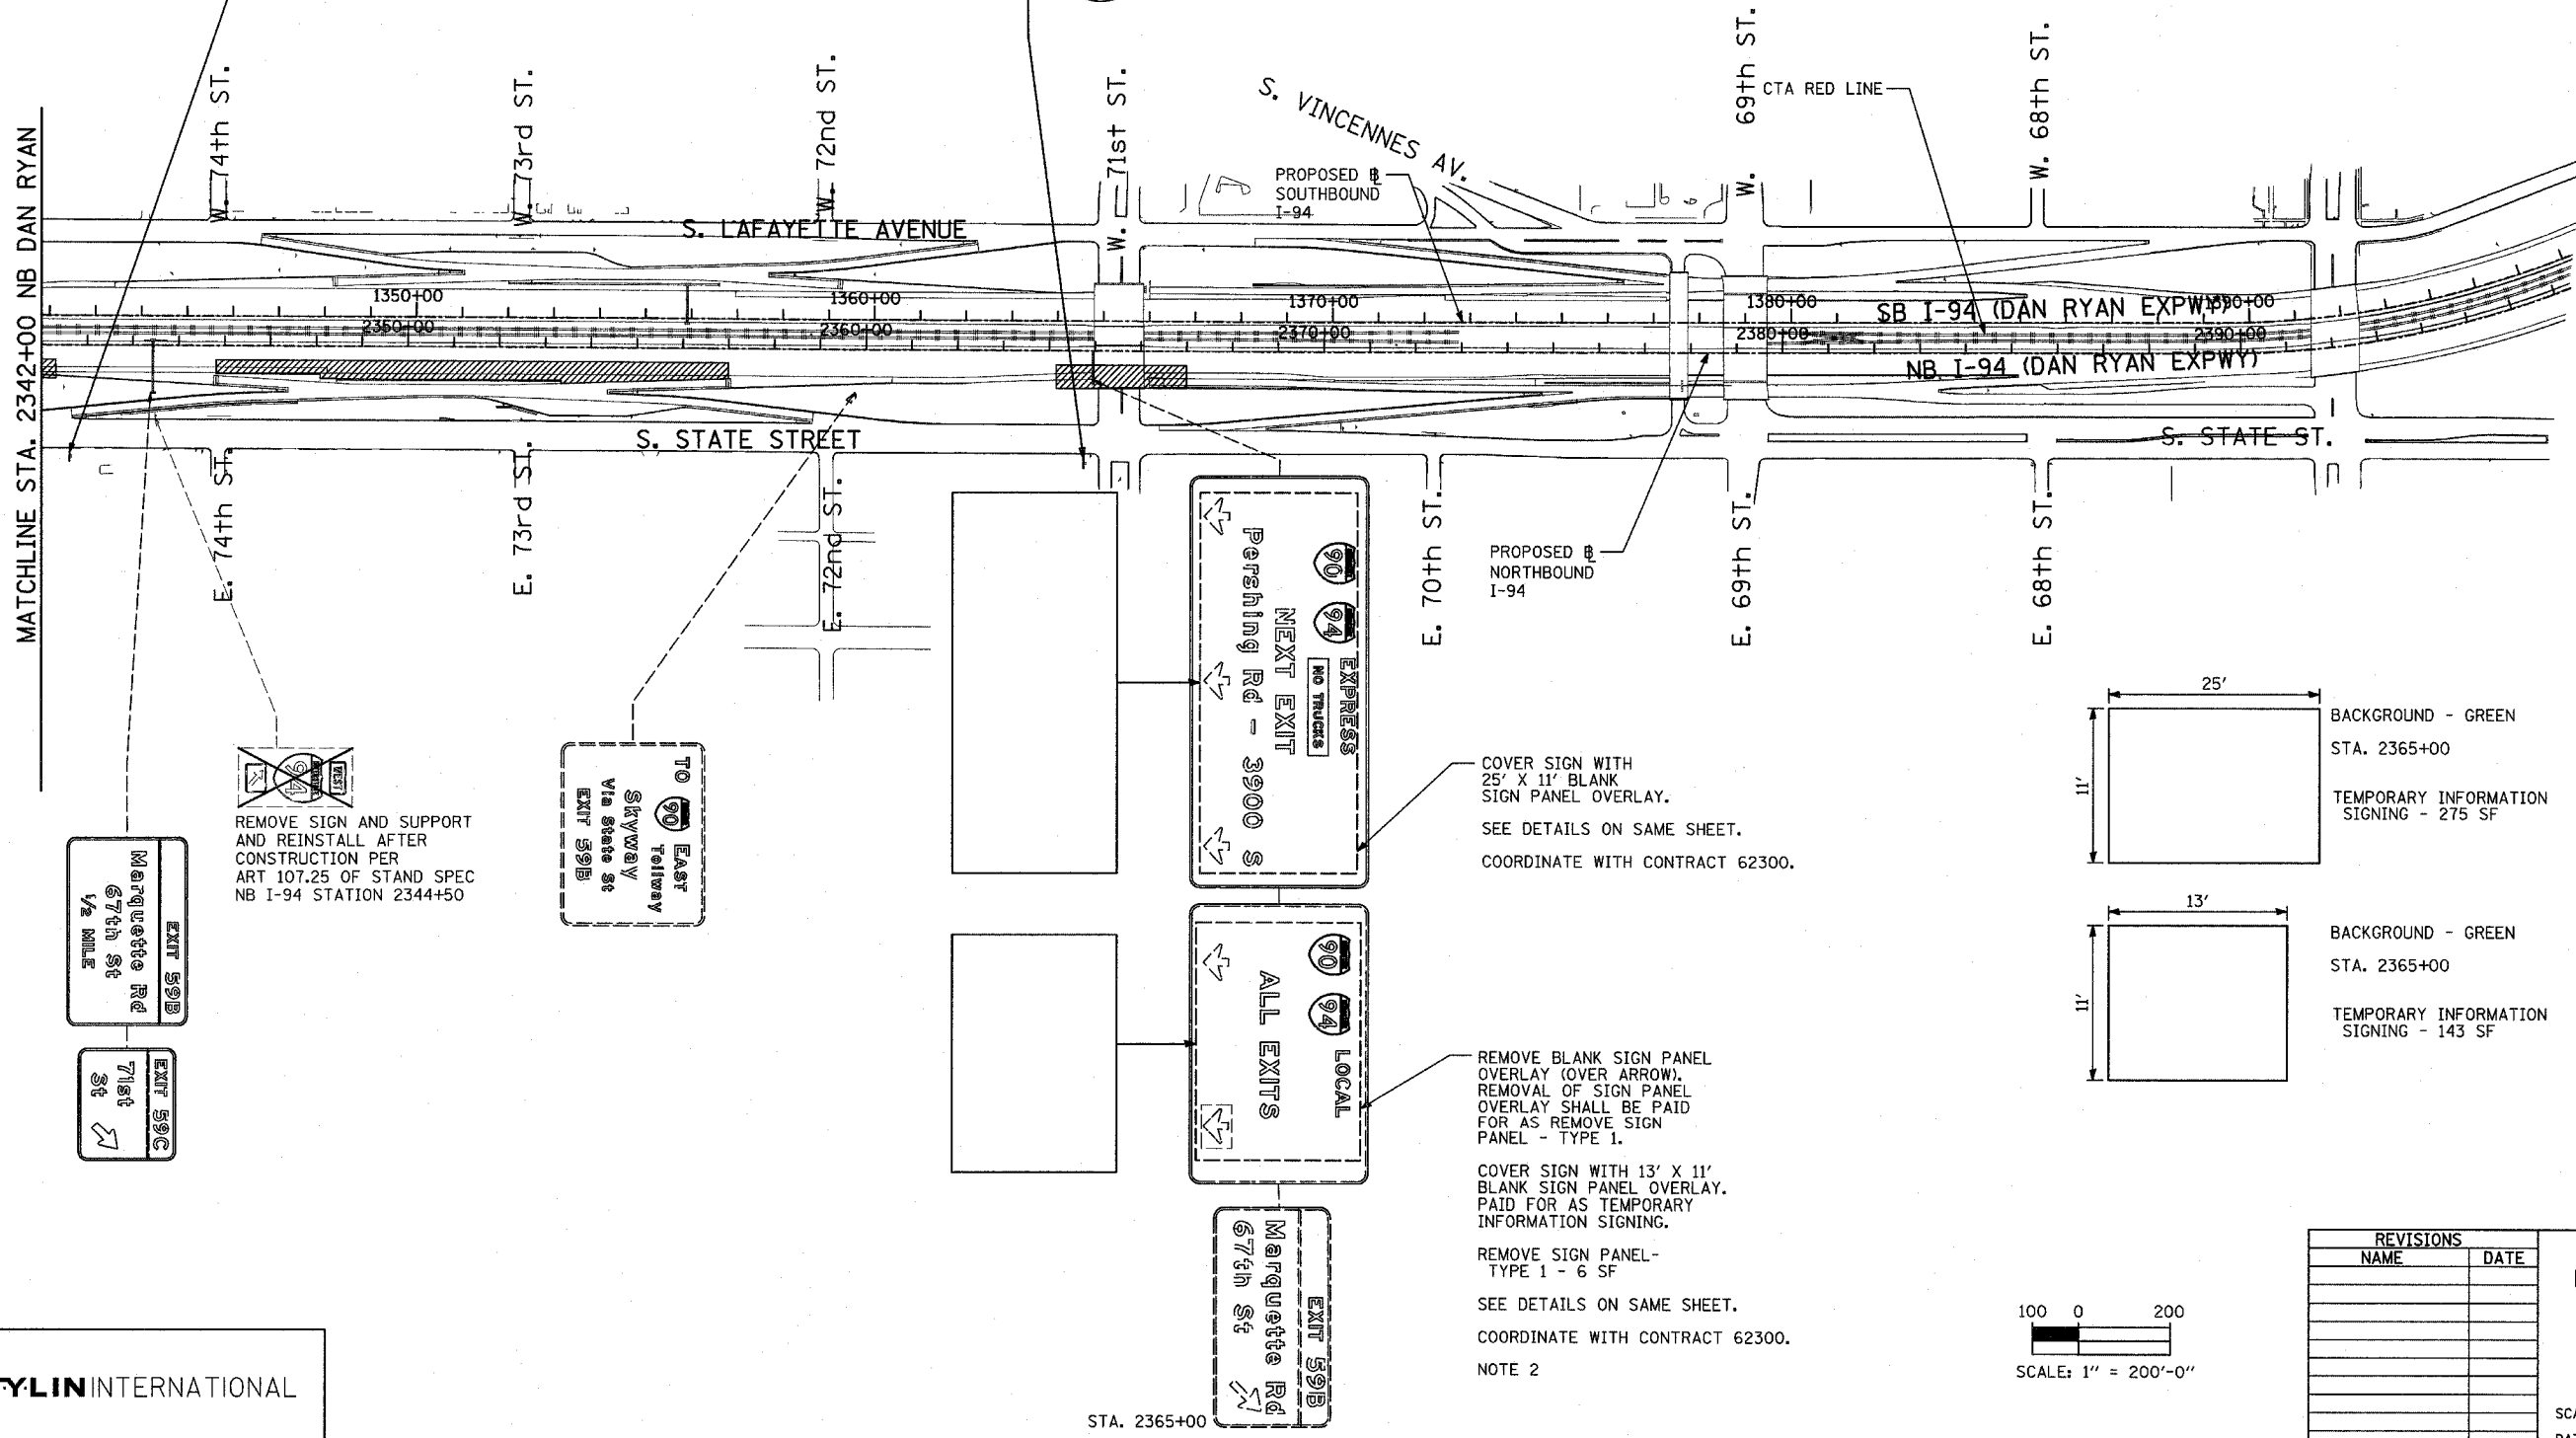 MATCHLINE STA. 2342+00 NB DAN RYAN
W. 74th ST.
W. 73rd ST.
W. 72nd ST.
W. 71st ST.
S. VINCENNES AV.
W. 69th ST.
CTA RED LINE
W. 68th ST.
PROPOSED ⅊
SOUTHBOUND
I-94
S. LAFAYETTE AVENUE
1350+00
1360+00
1370+00
1380+00
1390+00
SB I-94 (DAN RYAN EXPWY)
2350+00
2360+00
2370+00
2380+00
2390+00
NB I-94 (DAN RYAN EXPWY)
S. STATE STREET
S. STATE ST.
E. 74th ST.
E. 73rd ST.
E. 72nd ST.
E. 70th ST.
E. 69th ST.
E. 68th ST.
PROPOSED ⅊
NORTHBOUND
I-94
WEST
94
REMOVE SIGN AND SUPPORT
AND REINSTALL AFTER
CONSTRUCTION PER
ART 107.25 OF STAND SPEC
NB I-94 STATION 2344+50
EXIT 59B
Marquette Rd
67th St
1/2 MILE
EXIT 59C
71st
St
TO 90 EAST
Tollway
Skyway
Via State St
EXIT 59B
90 94 EXPRESS
NO TRUCKS
NEXT EXIT
Pershing Rd - 3900 S
COVER SIGN WITH
25' X 11' BLANK
SIGN PANEL OVERLAY.
SEE DETAILS ON SAME SHEET.
COORDINATE WITH CONTRACT 62300.
90 94 LOCAL
ALL EXITS
REMOVE BLANK SIGN PANEL
OVERLAY (OVER ARROW).
REMOVAL OF SIGN PANEL
OVERLAY SHALL BE PAID
FOR AS REMOVE SIGN
PANEL - TYPE 1.
COVER SIGN WITH 13' X 11'
BLANK SIGN PANEL OVERLAY.
PAID FOR AS TEMPORARY
INFORMATION SIGNING.
REMOVE SIGN PANEL-
TYPE 1 - 6 SF
SEE DETAILS ON SAME SHEET.
COORDINATE WITH CONTRACT 62300.
NOTE 2
EXIT 59B
Marquette Rd
67th St
STA. 2365+00
25'
11'
BACKGROUND - GREEN
STA. 2365+00
TEMPORARY INFORMATION
SIGNING - 275 SF
13'
11'
BACKGROUND - GREEN
STA. 2365+00
TEMPORARY INFORMATION
SIGNING - 143 SF
100 0 200
SCALE: 1" = 200'-0"
REVISIONS
NAME DATE
Y·LIN INTERNATIONAL